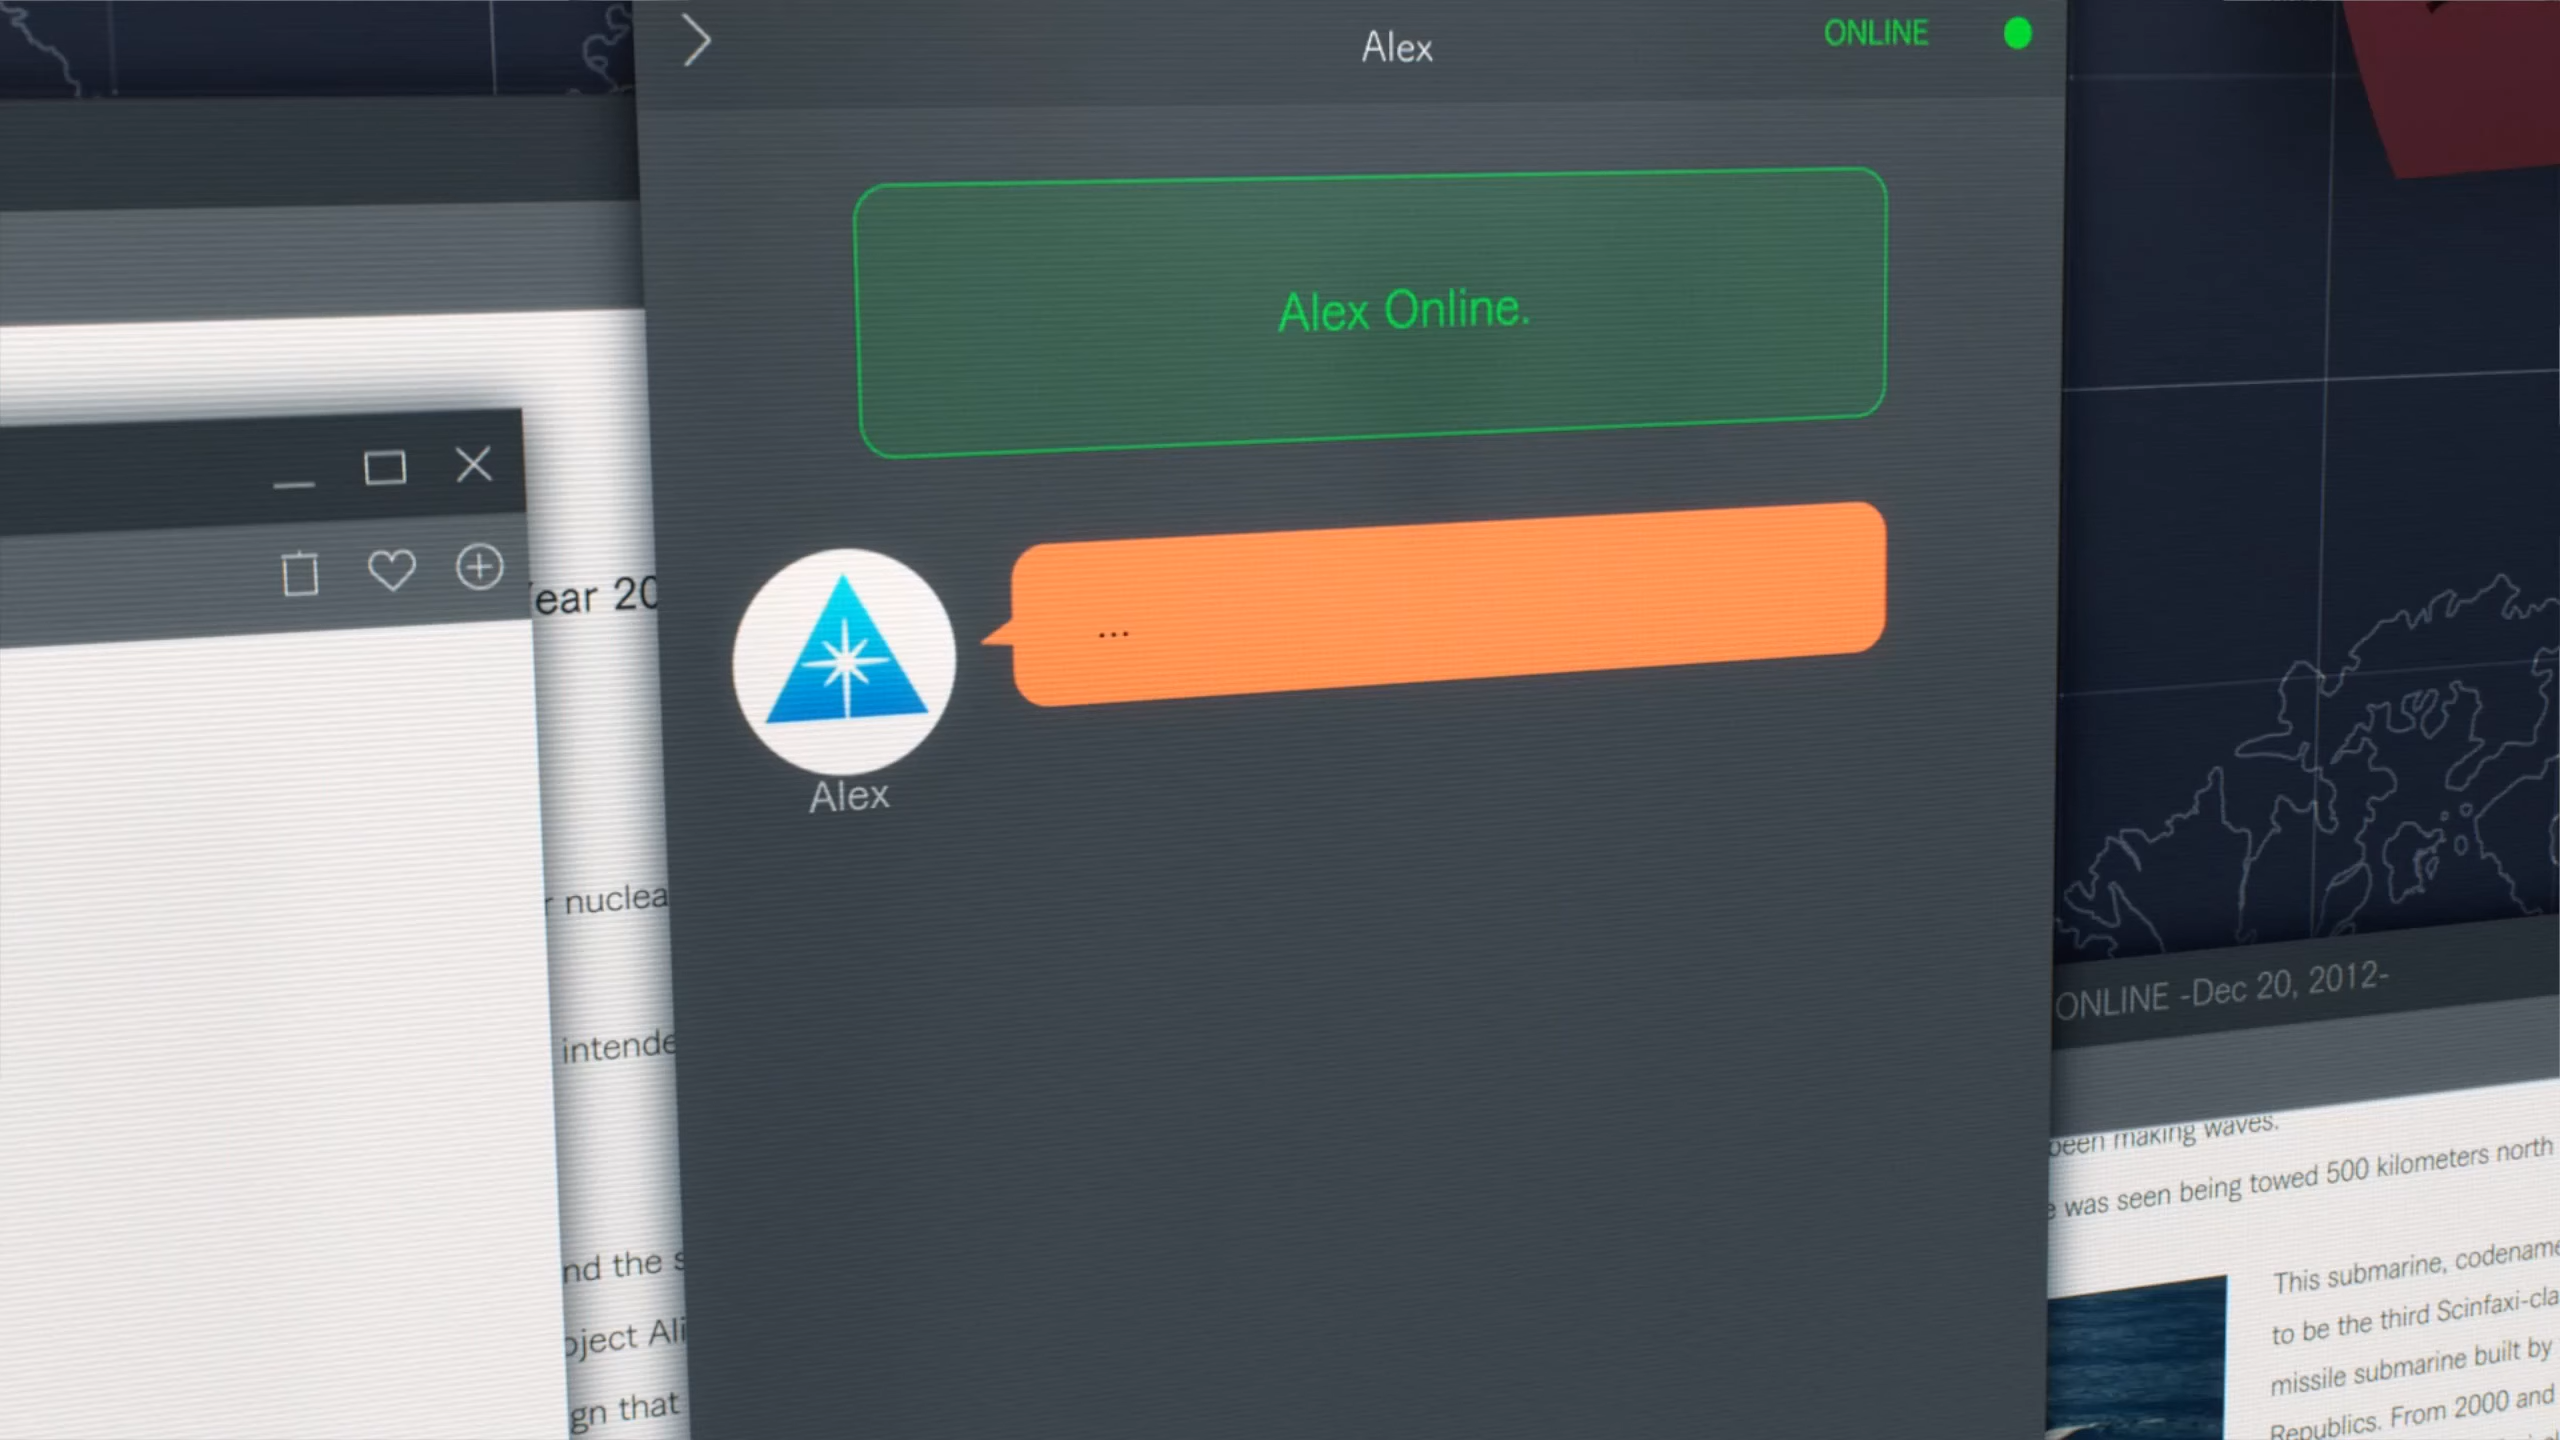 Alex
ONLINE
Alex Online.
...
Alex
ear 20
nuclea
intende
nd the s
ject Ali
gn that
ONLINE -Dec 20, 2012-
been making waves.
was seen being towed 500 kilometers north
This submarine, codename
to be the third Scinfaxi-cla
missile submarine built by
Republics. From 2000 and